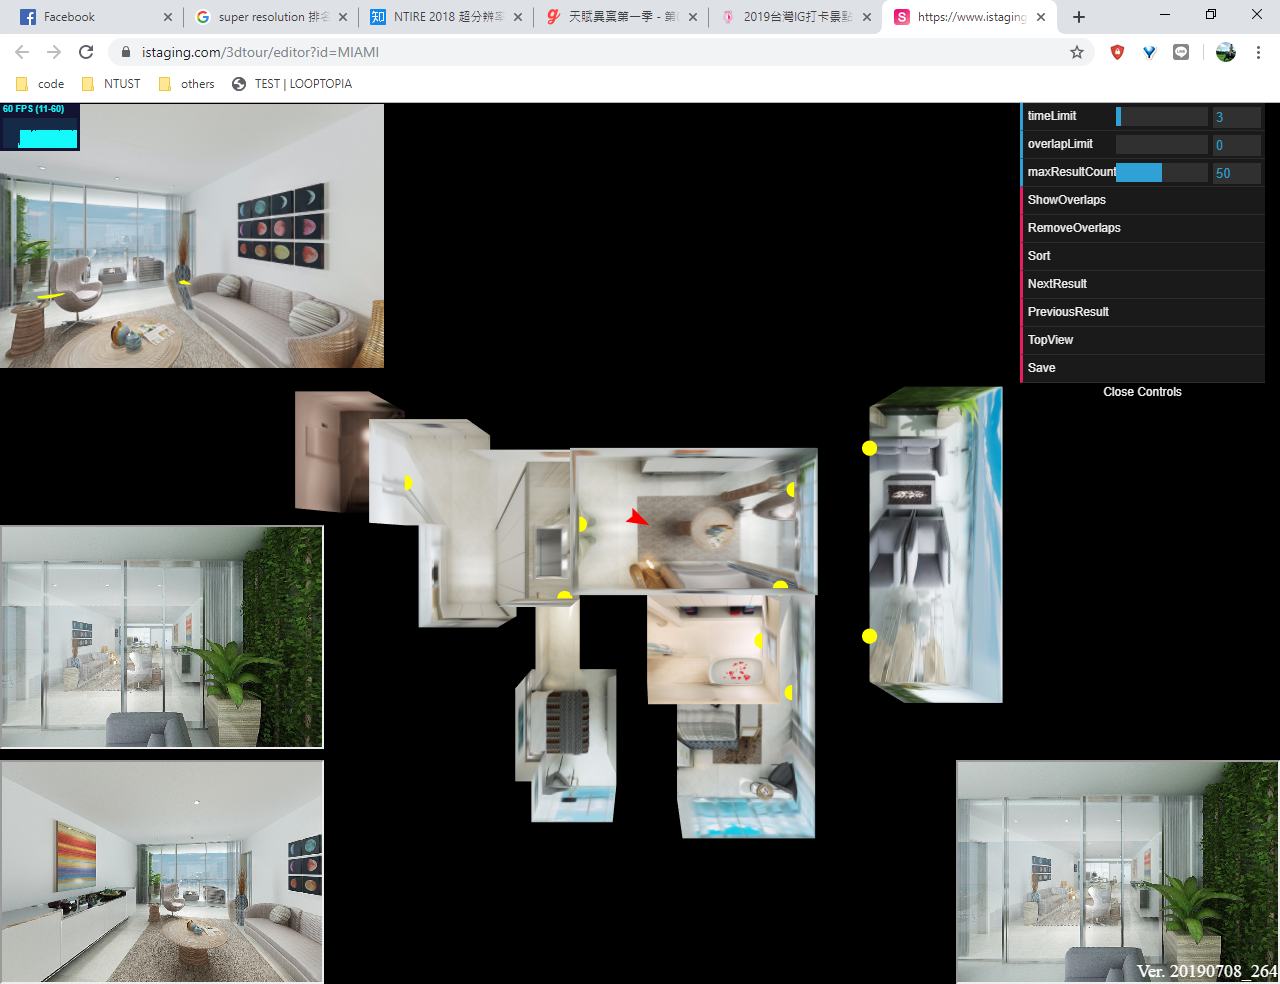 Facebook
super resolution 排名
NTIRE 2018 超分辨率
天賦異稟第一季 - 第0
2019台灣IG打卡景點
https://www.istaging
istaging.com/3dtour/editor?id=MIAMI
code
NTUST
others
TEST | LOOPTOPIA
60 FPS (11-60)
timeLimit
3
overlapLimit
0
maxResultCount
50
ShowOverlaps
RemoveOverlaps
Sort
NextResult
PreviousResult
TopView
Save
Close Controls
Ver. 20190708_264